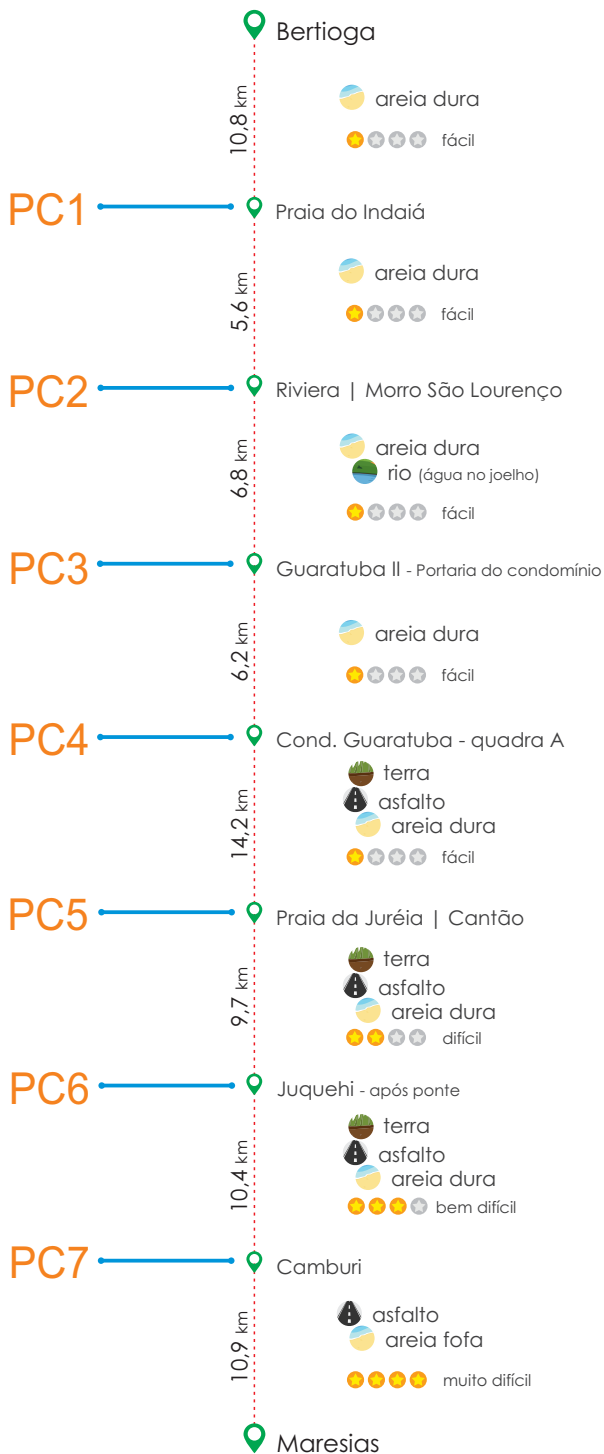 Bertioga
10,8 km
areia dura
fácil
PC1
Praia do Indaiá
5,6 km
areia dura
fácil
PC2
Riviera | Morro São Lourenço
6,8 km
areia dura
rio (água no joelho)
fácil
PC3
Guaratuba II - Portaria do condomínio
6,2 km
areia dura
fácil
PC4
Cond. Guaratuba - quadra A
14,2 km
terra
asfalto
areia dura
fácil
PC5
Praia da Juréia | Cantão
9,7 km
terra
asfalto
areia dura
difícil
PC6
Juquehi - após ponte
10,4 km
terra
asfalto
areia dura
bem difícil
PC7
Camburi
10,9 km
asfalto
areia fofa
muito difícil
Maresias